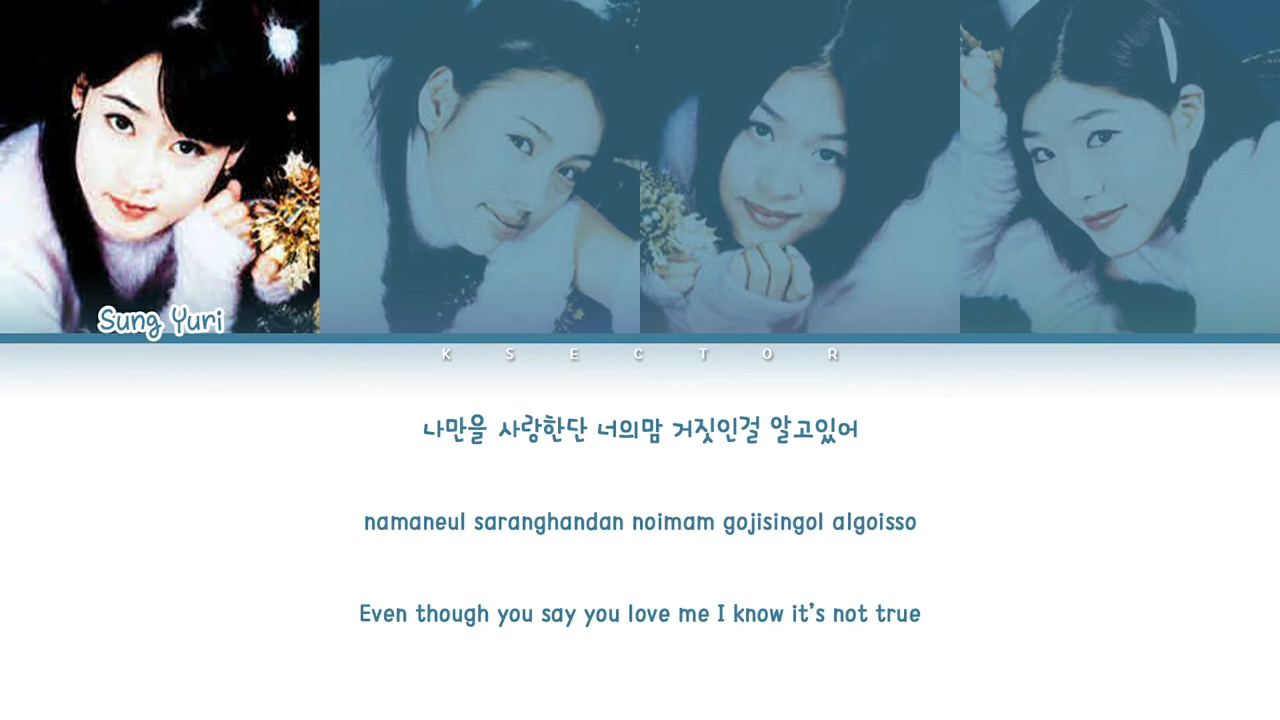 Sung Yuri
K S E C T O R
나만을 사랑한단 너의맘 거짓인걸 알고있어
namaneul saranghandan noimam gojisingol algoisso
Even though you say you love me I know it's not true